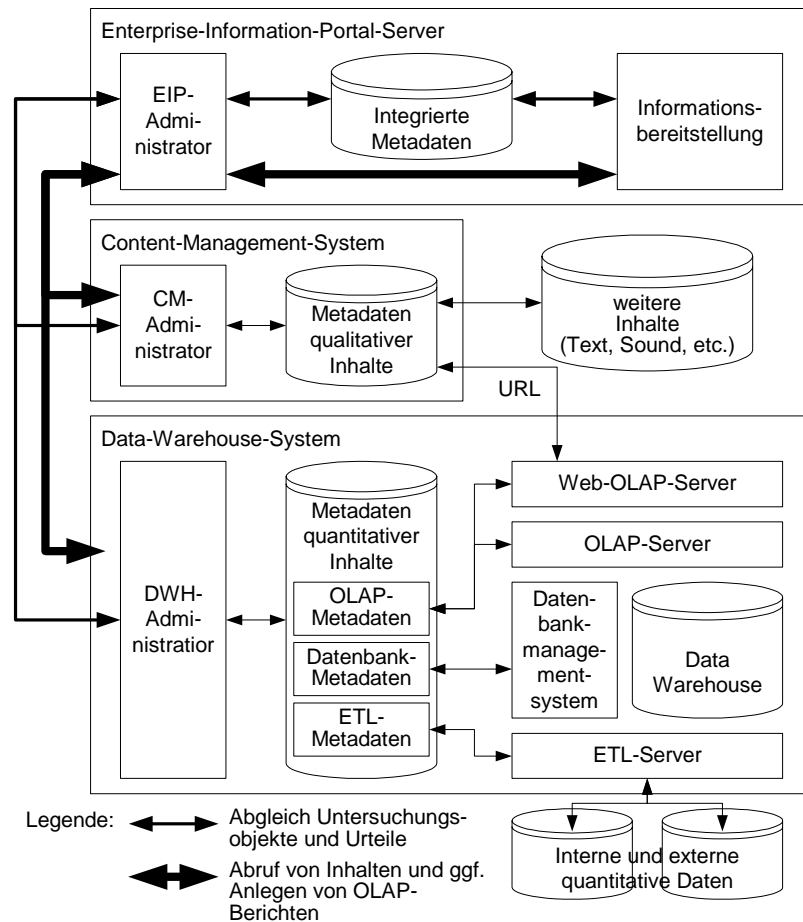 Enterprise-Information-Portal-Server
EIP-
Admini-
nistrator
Integrierte
Metadaten
Informations-
bereitstellung
Content-Management-System
CM-
Admi-
nistrator
Metadaten
qualitativer
Inhalte
weitere
Inhalte
(Text, Sound, etc.)
URL
Data-Warehouse-System
DWH-
Admi-
nistratior
Metadaten
quantitativer
Inhalte
OLAP-
Metadaten
Datenbank-
Metadaten
ETL-
Metadaten
Web-OLAP-Server
OLAP-Server
Daten-
bank-
manage-
ment-
system
Data
Warehouse
ETL-Server
Interne und externe
quantitative Daten
Legende:
Abgleich Untersuchungs-
objekte und Urteile
Abruf von Inhalten und ggf.
Anlegen von OLAP-
Berichten